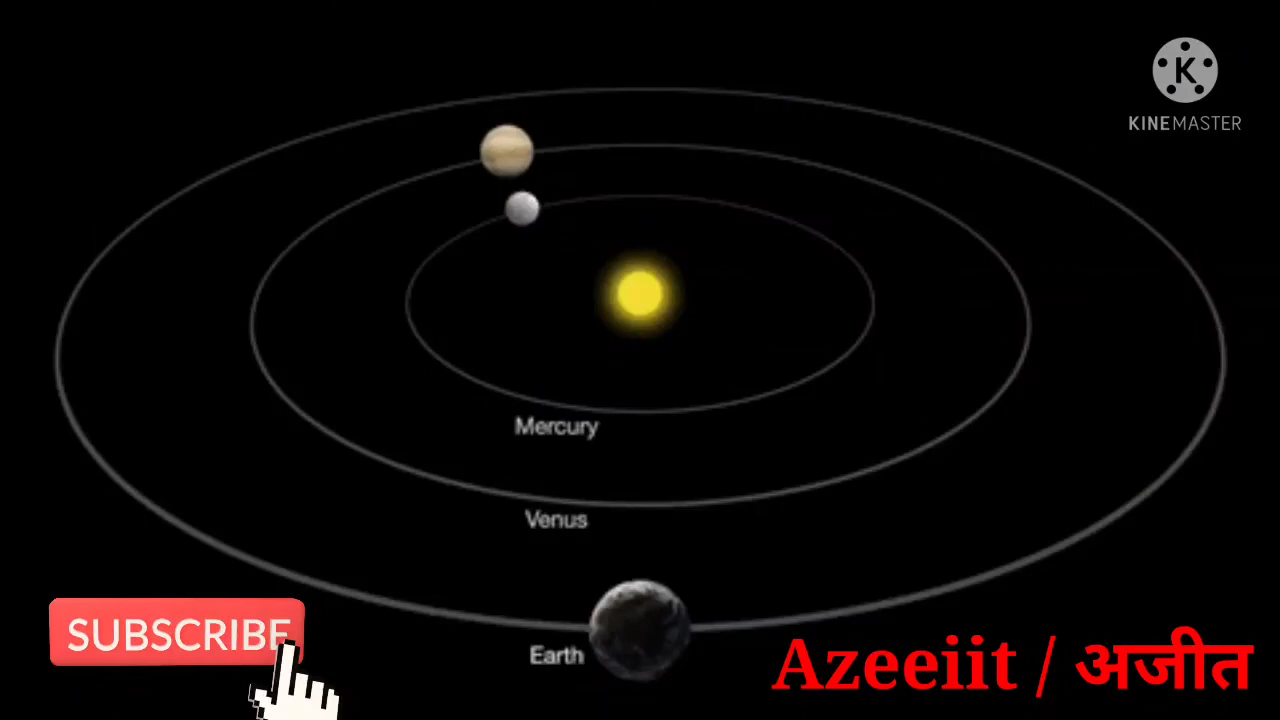 K
KINEMASTER
Mercury
Venus
Earth
SUBSCRIBE
Azeeiit / अजीत